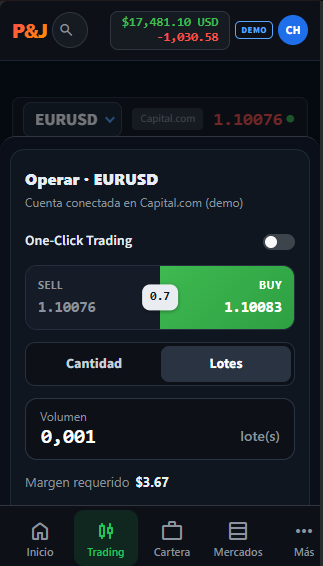 P&J
$17,481.10 USD
-1,030.58
DEMO
CH
EURUSD
Capital.com
1.10076
Operar · EURUSD
Cuenta conectada en Capital.com (demo)
One-Click Trading
SELL
BUY
1.10076
0.7
1.10083
Cantidad
Lotes
Volumen
0,001
lote(s)
Margen requerido $3.67
Inicio
Trading
Cartera
Mercados
Más